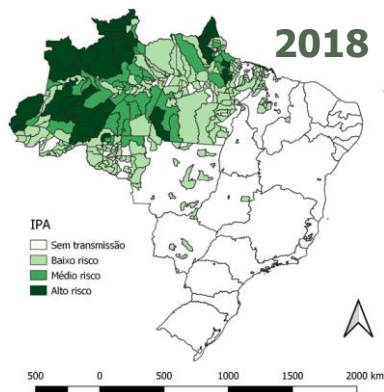 2018
IPA
Sem transmissão
Baixo risco
Médio risco
Alto risco
500 0 500 1000 1500 2000 km